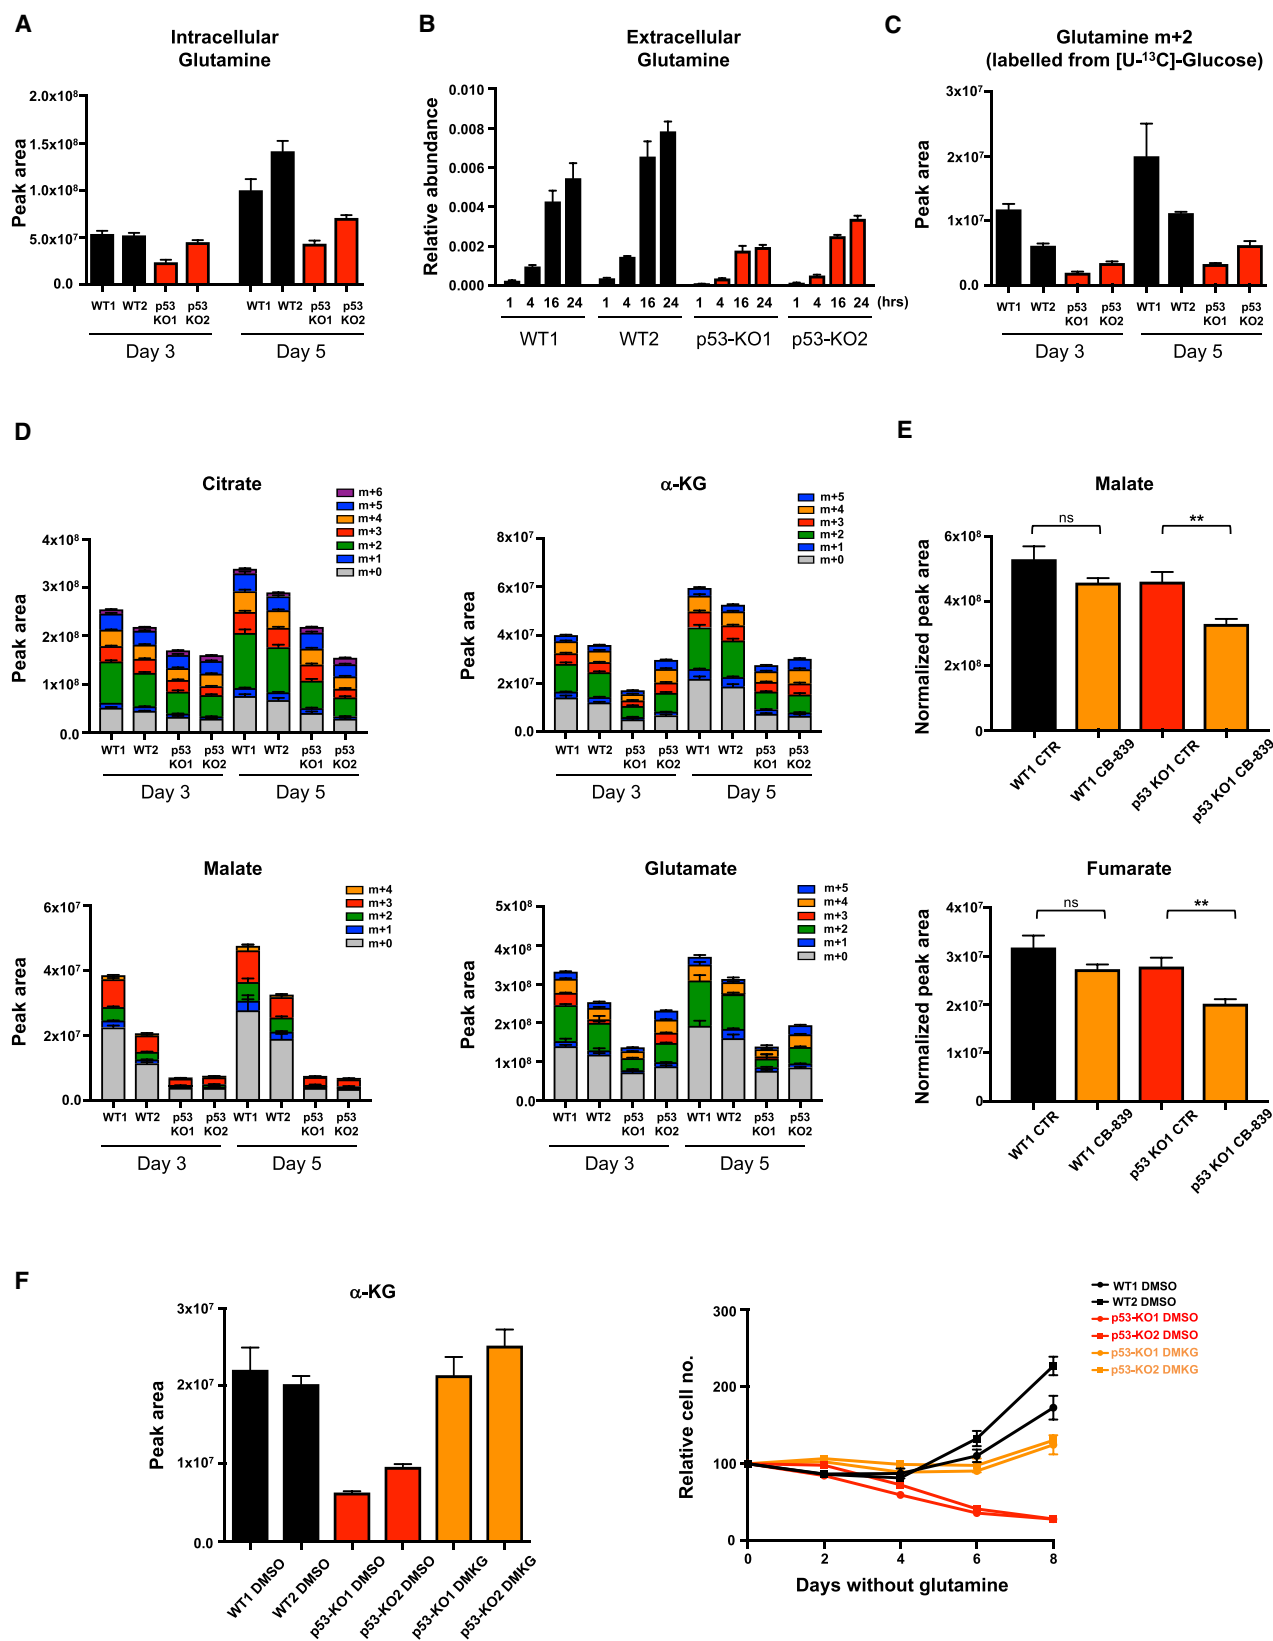 A
Intracellular
Glutamine
Peak area
2.0x10⁸
1.5x10⁸
1.0x10⁸
5.0x10⁷
0.0
WT1 WT2 p53 KO1 p53 KO2 WT1 WT2 p53 KO1 p53 KO2
Day 3 Day 5
B
Extracellular
Glutamine
Relative abundance
0.010
0.008
0.006
0.004
0.002
0.000
1 4 16 24 1 4 16 24 1 4 16 24 1 4 16 24 (hrs)
WT1 WT2 p53-KO1 p53-KO2
C
Glutamine m+2
(labelled from [U-¹³C]-Glucose)
Peak area
3x10⁷
2x10⁷
1x10⁷
0.0
WT1 WT2 p53 KO1 p53 KO2 WT1 WT2 p53 KO1 p53 KO2
Day 3 Day 5
D
Citrate
m+6
m+5
m+4
m+3
m+2
m+1
m+0
Peak area
4x10⁸
3x10⁸
2x10⁸
1x10⁸
0.0
WT1 WT2 p53 KO1 p53 KO2 WT1 WT2 p53 KO1 p53 KO2
Day 3 Day 5
α-KG
m+5
m+4
m+3
m+2
m+1
m+0
Peak area
8x10⁷
6x10⁷
4x10⁷
2x10⁷
0.0
WT1 WT2 p53 KO1 p53 KO2 WT1 WT2 p53 KO1 p53 KO2
Day 3 Day 5
Malate
m+4
m+3
m+2
m+1
m+0
Peak area
6x10⁷
4x10⁷
2x10⁷
0.0
WT1 WT2 p53 KO1 p53 KO2 WT1 WT2 p53 KO1 p53 KO2
Day 3 Day 5
Glutamate
m+5
m+4
m+3
m+2
m+1
m+0
Peak area
5x10⁸
4x10⁸
3x10⁸
2x10⁸
1x10⁸
0.0
WT1 WT2 p53 KO1 p53 KO2 WT1 WT2 p53 KO1 p53 KO2
Day 3 Day 5
E
Malate
ns **
Normalized peak area
6x10⁸
4x10⁸
2x10⁸
0.0
WT1 CTR
WT1 CB-839
p53 KO1 CTR
p53 KO1 CB-839
Fumarate
ns **
Normalized peak area
4x10⁷
3x10⁷
2x10⁷
1x10⁷
0.0
WT1 CTR
WT1 CB-839
p53 KO1 CTR
p53 KO1 CB-839
F
α-KG
Peak area
3x10⁷
2x10⁷
1x10⁷
0.0
WT1 DMSO
WT2 DMSO
p53-KO1 DMSO
p53-KO2 DMSO
p53-KO1 DMKG
p53-KO2 DMKG
WT1 DMSO
WT2 DMSO
p53-KO1 DMSO
p53-KO2 DMSO
p53-KO1 DMKG
p53-KO2 DMKG
Relative cell no.
300
200
100
0
0 2 4 6 8
Days without glutamine